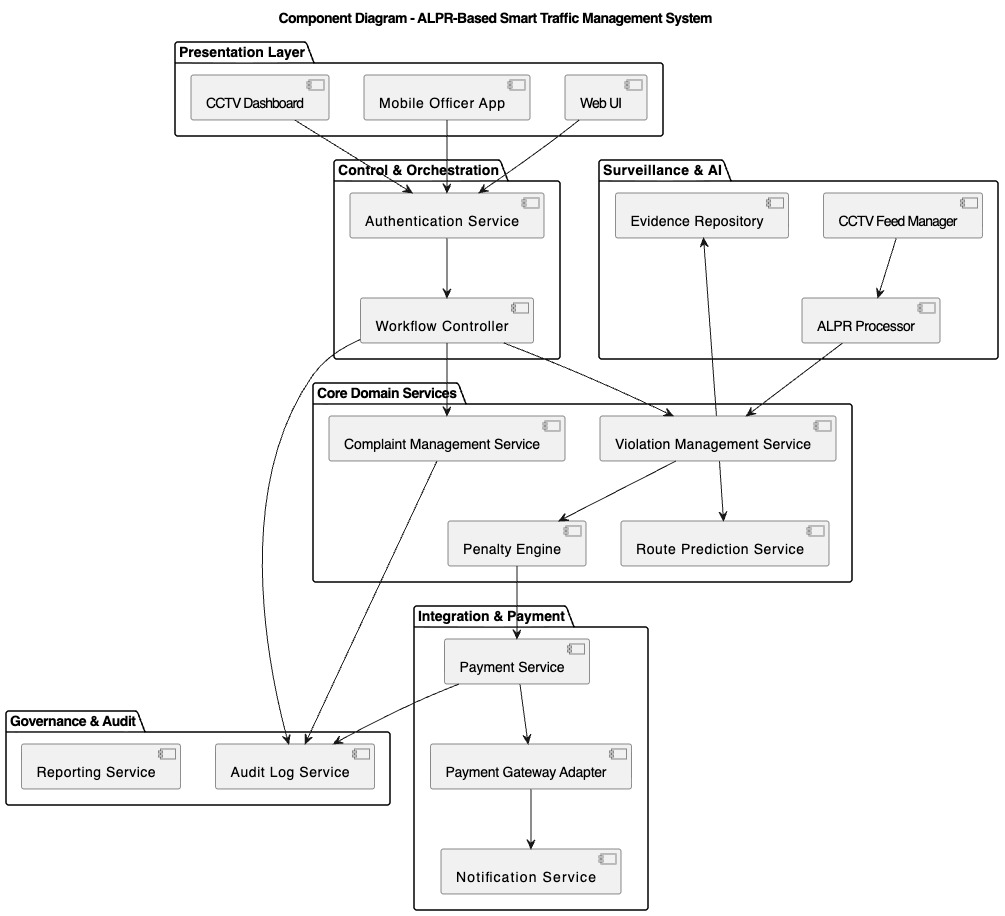 Component Diagram - ALPR-Based Smart Traffic Management System
Presentation Layer
CCTV Dashboard
Mobile Officer App
Web UI
Control & Orchestration
Authentication Service
Workflow Controller
Surveillance & AI
Evidence Repository
CCTV Feed Manager
ALPR Processor
Core Domain Services
Complaint Management Service
Violation Management Service
Penalty Engine
Route Prediction Service
Integration & Payment
Payment Service
Payment Gateway Adapter
Notification Service
Governance & Audit
Reporting Service
Audit Log Service